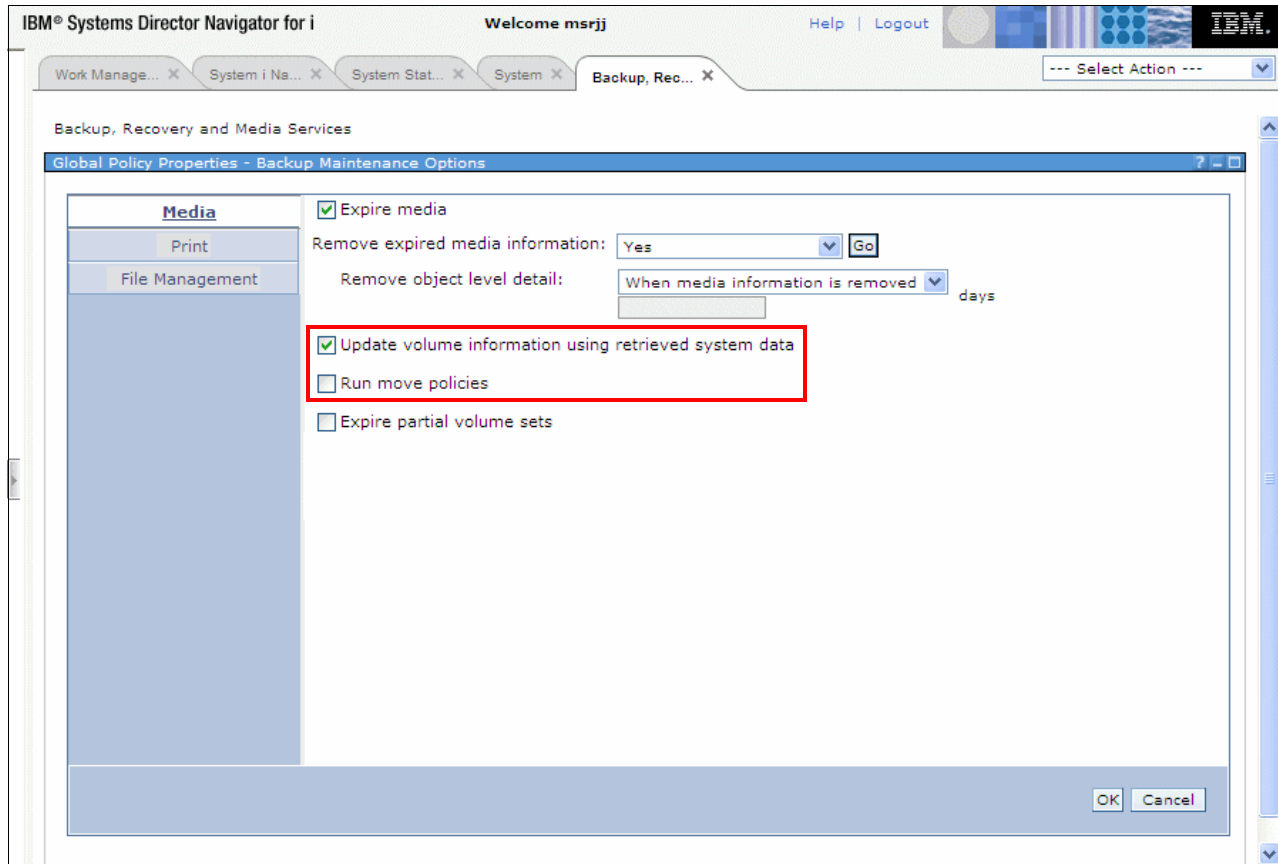 IBM® Systems Director Navigator for i Welcome msrjj Help | Logout IBM.
Work Manage... X System i Na... X System Stat... X System X Backup, Rec... X --- Select Action ---
Backup, Recovery and Media Services
Global Policy Properties - Backup Maintenance Options ?
Media
Print
File Management
Expire media
Remove expired media information: Yes Go
Remove object level detail: When media information is removed
days
Update volume information using retrieved system data
Run move policies
Expire partial volume sets
OK Cancel